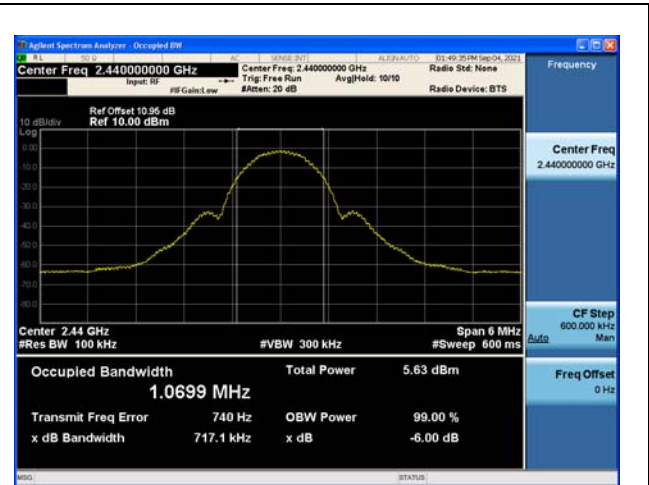 Agilent Spectrum Analyzer - Occupied BW
RL 50 Ω AC SENSE:INT ALIGN AUTO 01:49:35 PM Sep 04, 2021
Center Freq 2.440000000 GHz
Center Freq: 2.440000000 GHz
Radio Std: None
Input: RF
Trig: Free Run
Avg|Hold: 10/10
#IFGain:Low
#Atten: 20 dB
Radio Device: BTS
Frequency
Ref Offset 10.95 dB
10 dB/div
Ref 10.00 dBm
Log
0.00
-10.0
-20.0
-30.0
-40.0
-50.0
-60.0
-70.0
-80.0
Center Freq
2.440000000 GHz
Center 2.44 GHz
Span 6 MHz
#Res BW 100 kHz
#VBW 300 kHz
#Sweep 600 ms
CF Step
600.000 kHz
Auto Man
Occupied Bandwidth
Total Power 5.63 dBm
1.0699 MHz
Freq Offset
0 Hz
Transmit Freq Error 740 Hz
OBW Power 99.00 %
x dB Bandwidth 717.1 kHz
x dB -6.00 dB
MSG
STATUS